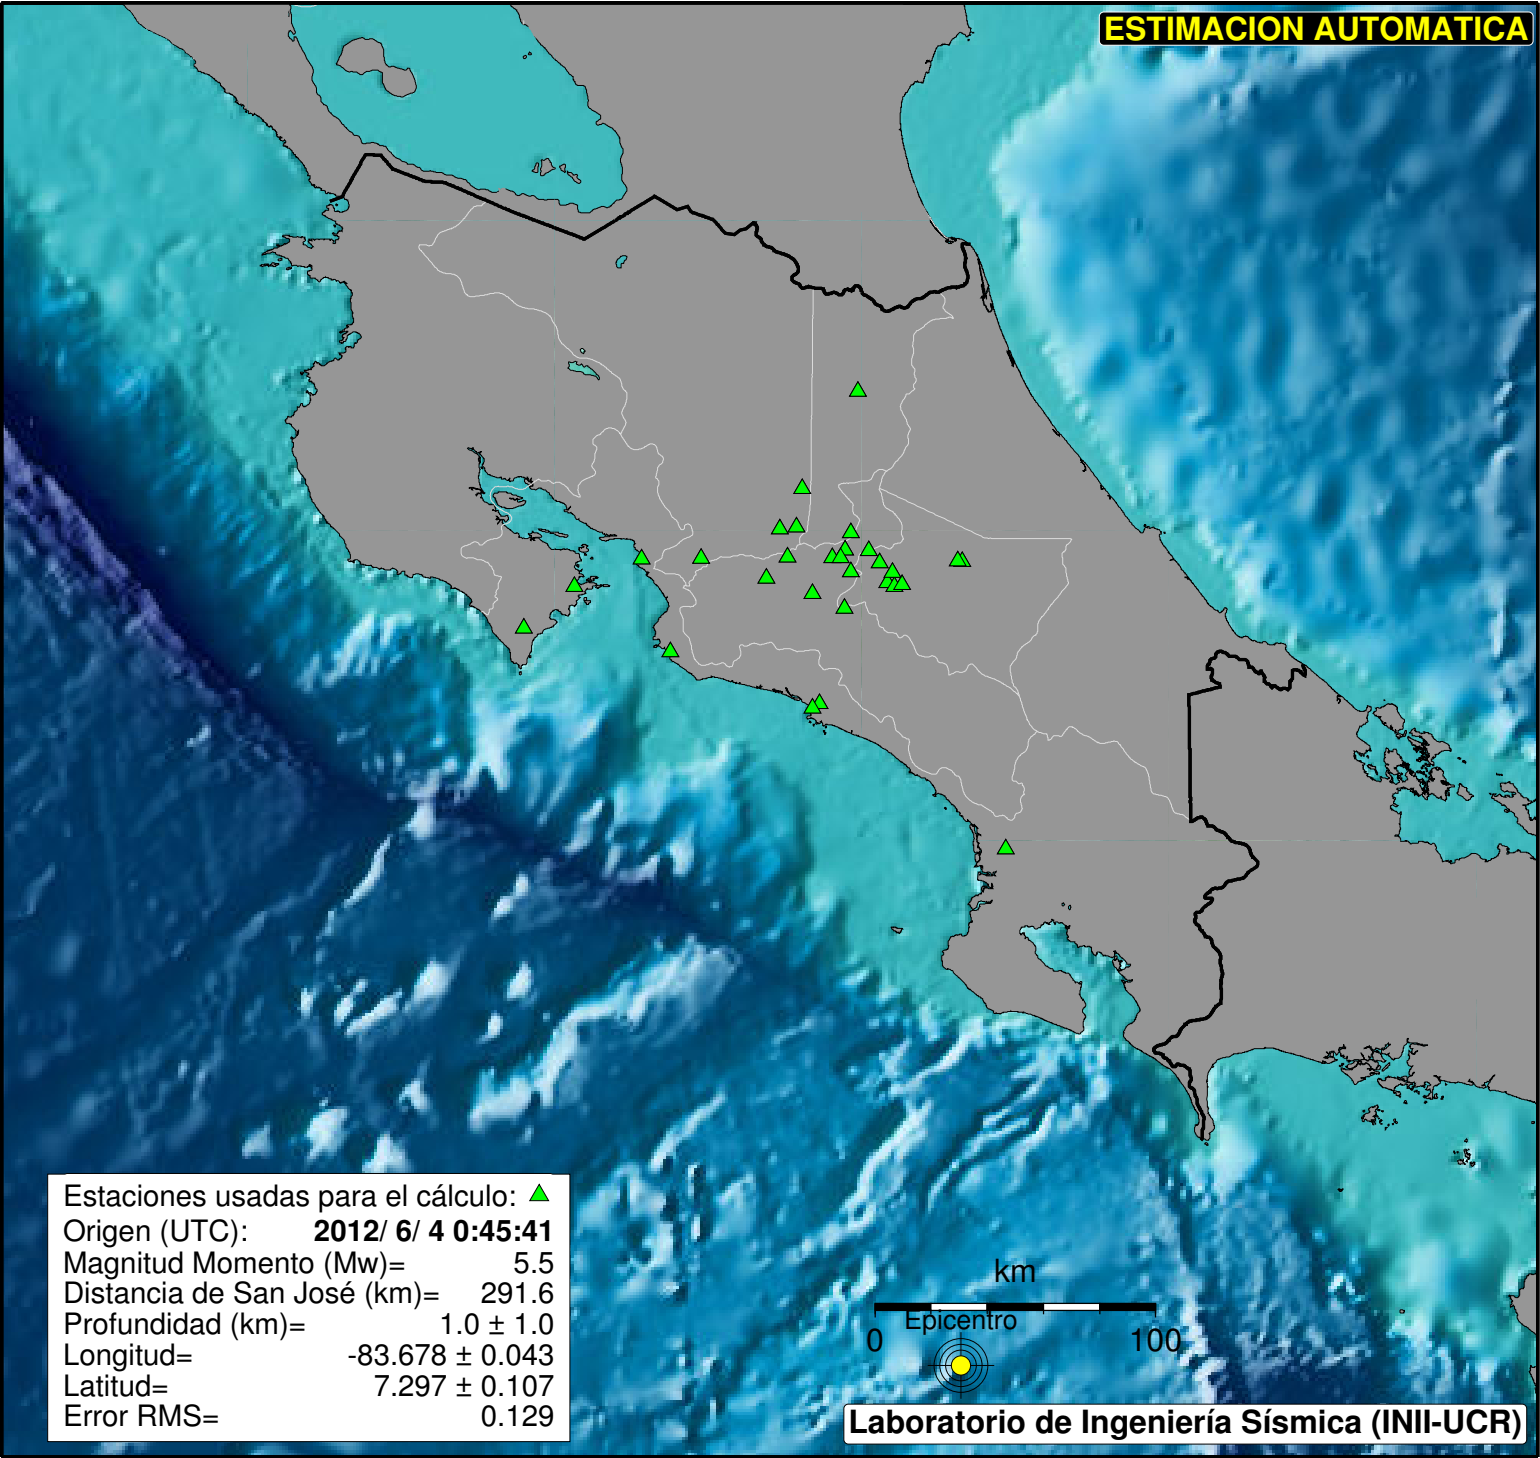 ESTIMACION AUTOMATICA
Estaciones usadas para el cálculo:
Origen (UTC): 2012/ 6/ 4 0:45:41
Magnitud Momento (Mw)= 5.5
Distancia de San José (km)= 291.6
Profundidad (km)= 1.0 ± 1.0
Longitud= -83.678 ± 0.043
Latitud= 7.297 ± 0.107
Error RMS= 0.129
km
Epicentro
0 100
Laboratorio de Ingeniería Sísmica (INII-UCR)